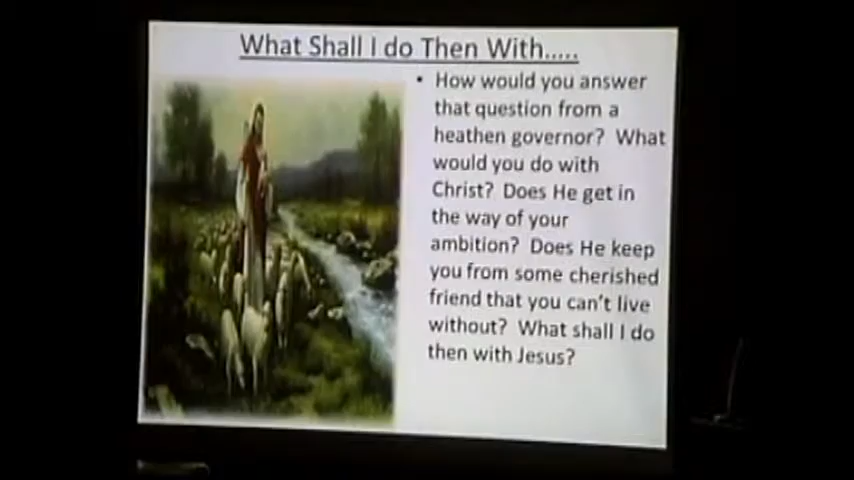 What Shall I do Then With.....
• How would you answer
that question from a
heathen governor? What
would you do with
Christ? Does He get in
the way of your
ambition? Does He keep
you from some cherished
friend that you can't live
without? What shall I do
then with Jesus?